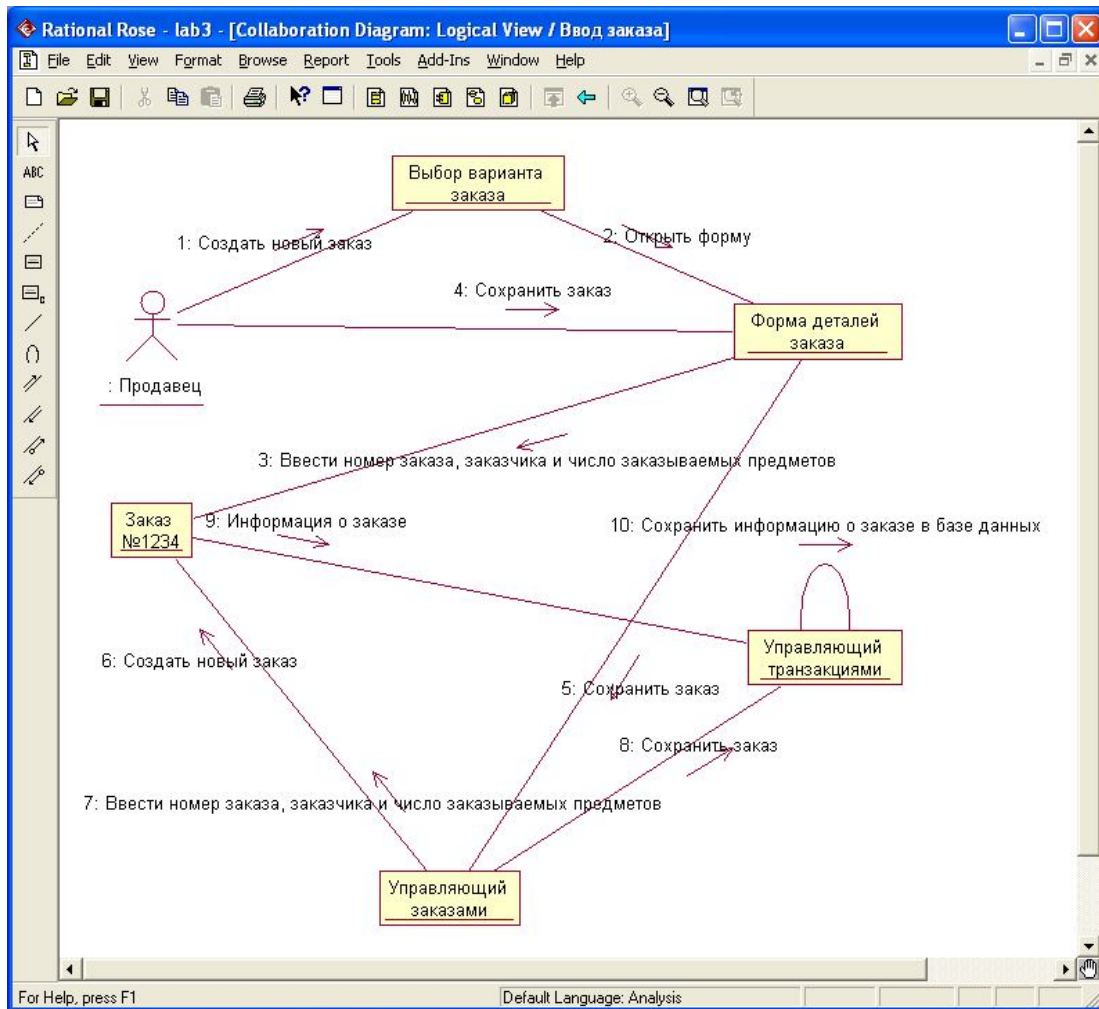 Rational Rose - lab3 - [Collaboration Diagram: Logical View / Ввод заказа]
File Edit View Format Browse Report Tools Add-Ins Window Help
ABC
Выбор варианта
заказа
1: Создать новый заказ
2: Открыть форму
4: Сохранить заказ
Форма деталей
заказа
: Продавец
3: Ввести номер заказа, заказчика и число заказываемых предметов
Заказ
№1234
9: Информация о заказе
10: Сохранить информацию о заказе в базе данных
Управляющий
транзакциями
6: Создать новый заказ
5: Сохранить заказ
8: Сохранить заказ
7: Ввести номер заказа, заказчика и число заказываемых предметов
Управляющий
заказами
For Help, press F1
Default Language: Analysis